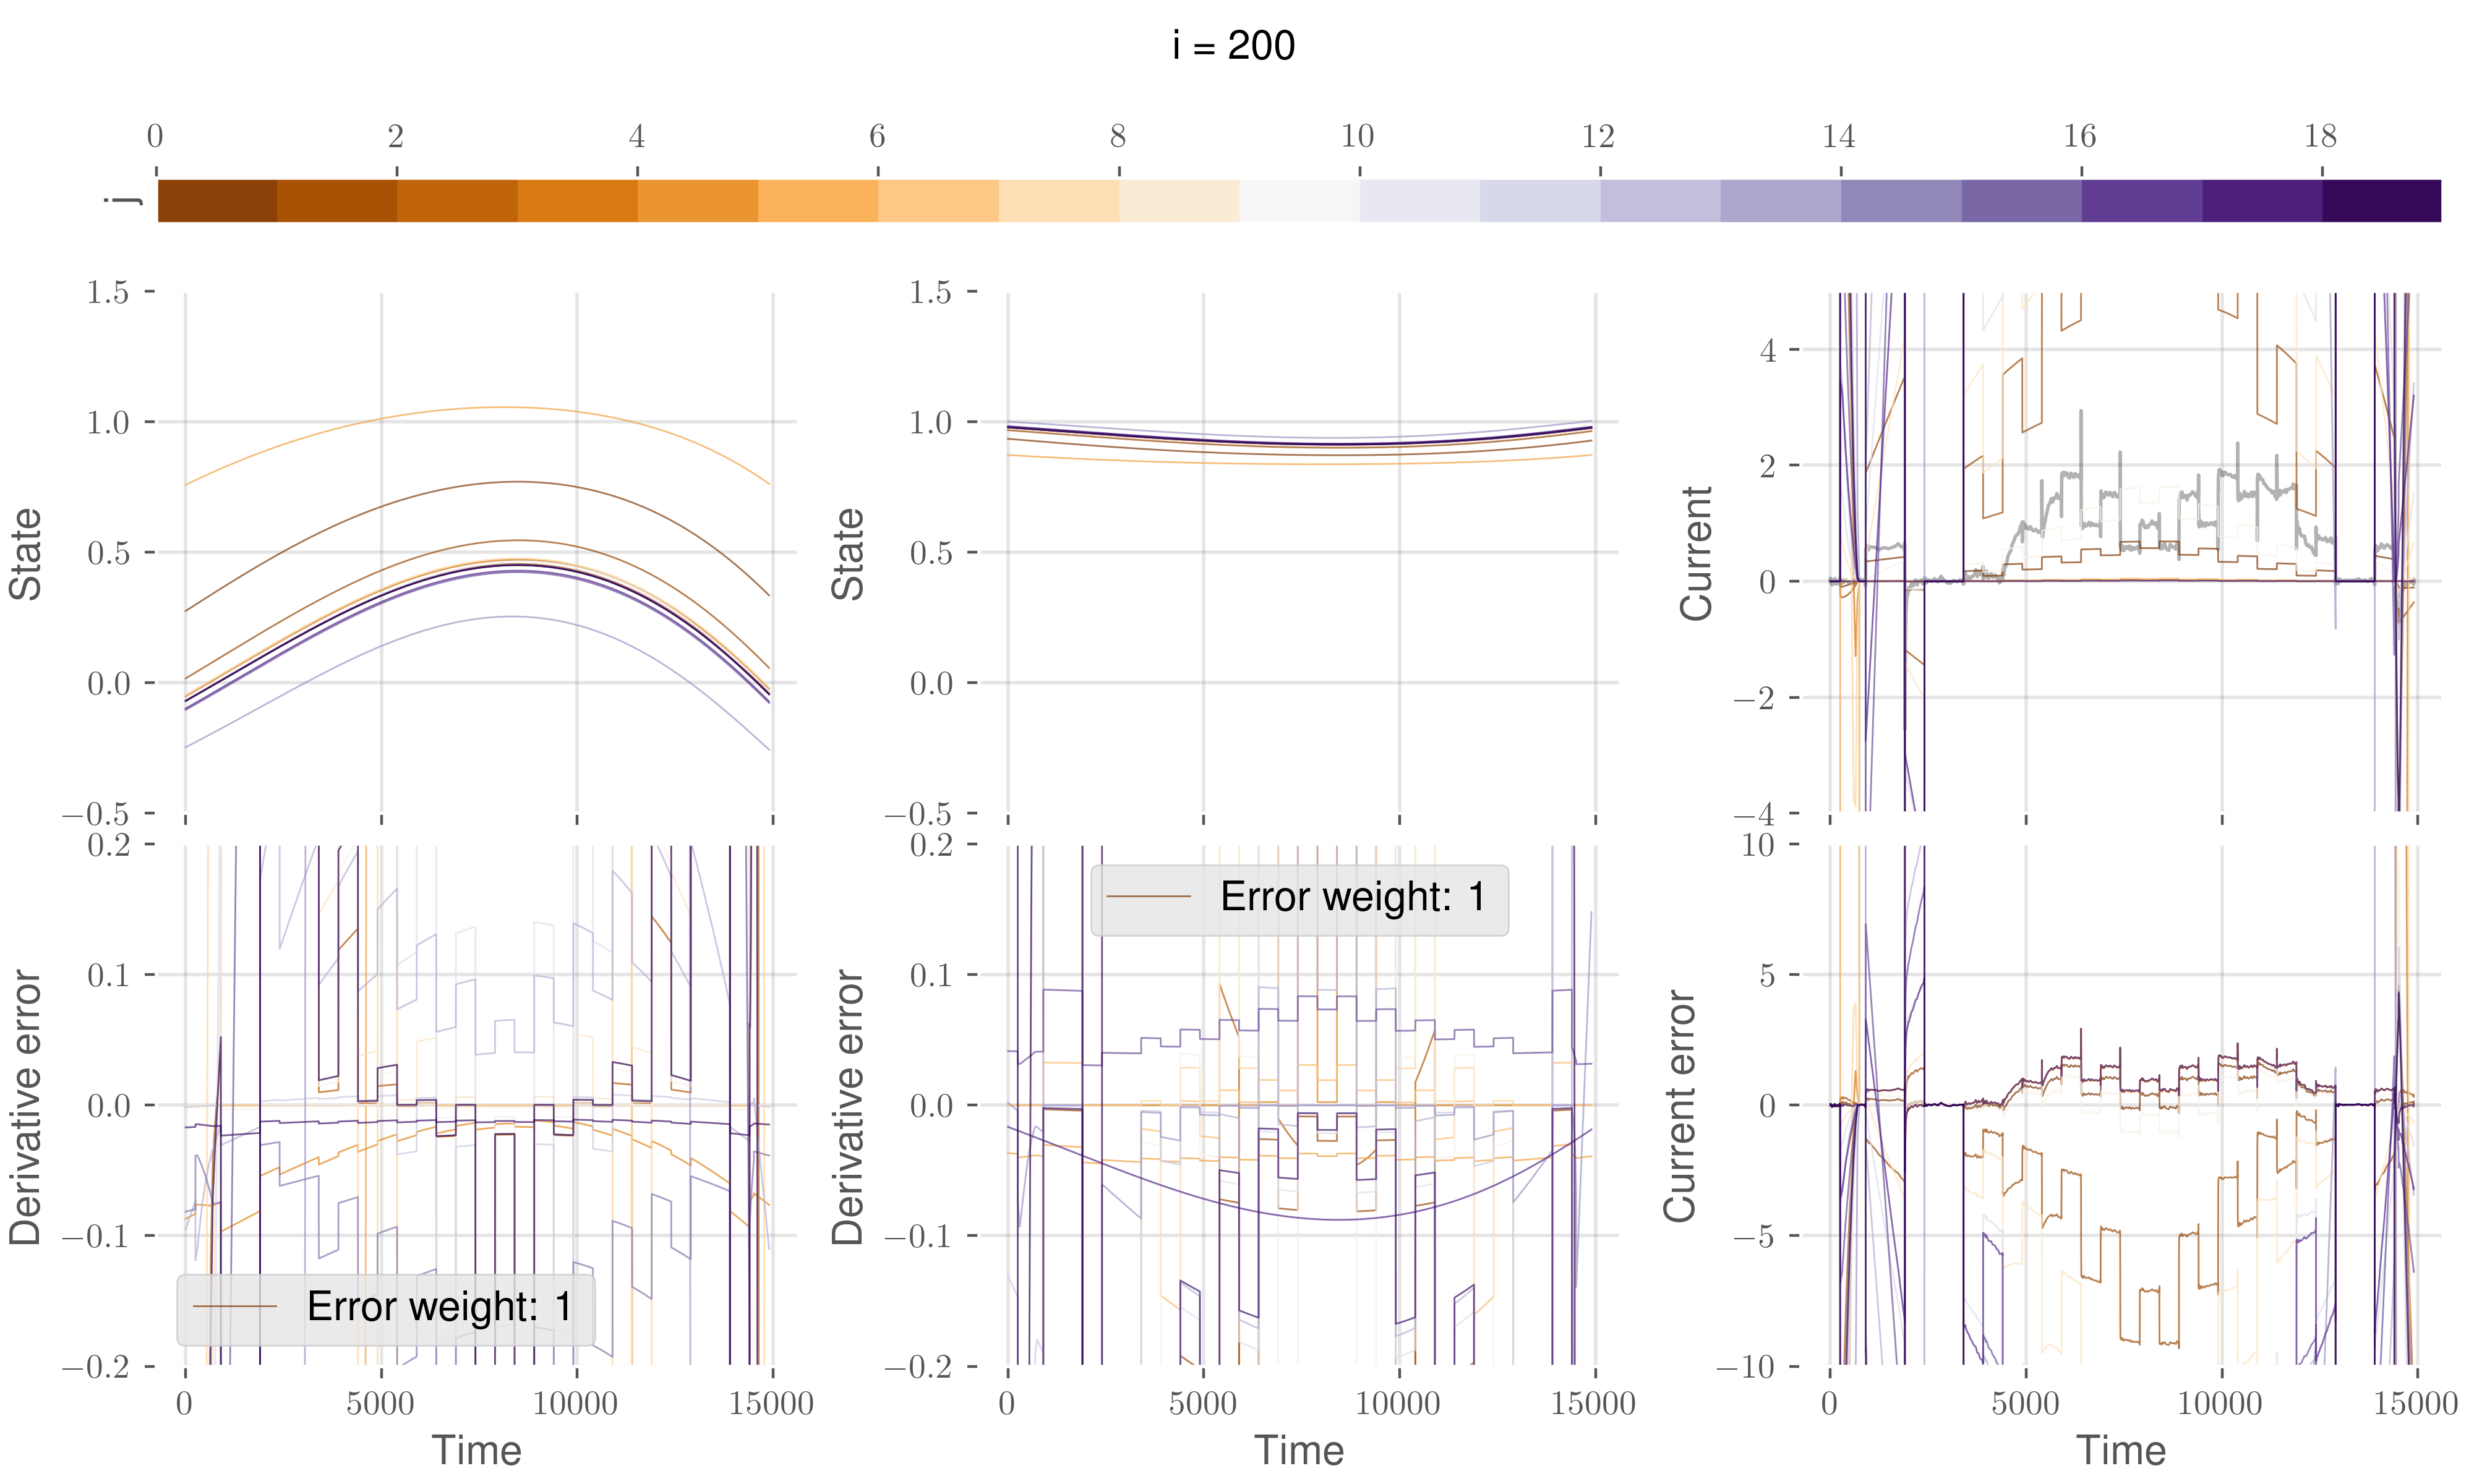 i = 200
0 2 4 6 8 10 12 14 16 18
j
1.5 1.0 0.5 0.0 −0.5
State
1.5 1.0 0.5 0.0 −0.5
State
4 2 0 −2 −4
Current
0.2 0.1 0.0 −0.1 −0.2
Derivative error
Error weight: 1
0 5000 10000 15000
Time
0.2 0.1 0.0 −0.1 −0.2
Derivative error
Error weight: 1
0 5000 10000 15000
Time
10 5 0 −5 −10
Current error
0 5000 10000 15000
Time